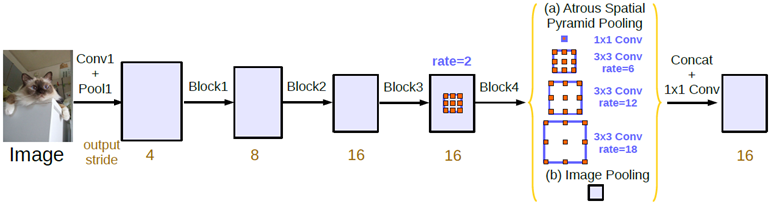 (a) Atrous Spatial
Pyramid Pooling
Conv1
+
Pool1
Block1
Block2
Block3
rate=2
Block4
1x1 Conv
3x3 Conv
rate=6
3x3 Conv
rate=12
3x3 Conv
rate=18
(b) Image Pooling
Concat
+
1x1 Conv
Image
output
stride
4
8
16
16
16